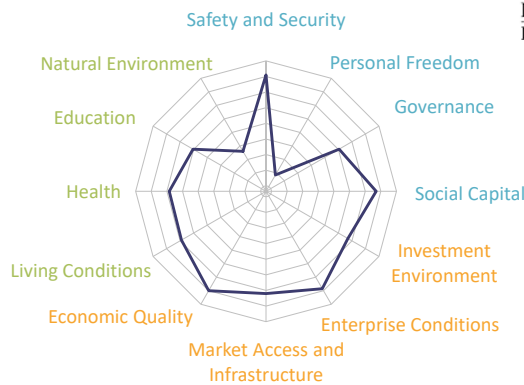 Safety and Security
Personal Freedom
Governance
Social Capital
Investment
Environment
Enterprise Conditions
Market Access and
Infrastructure
Economic Quality
Living Conditions
Health
Education
Natural Environment